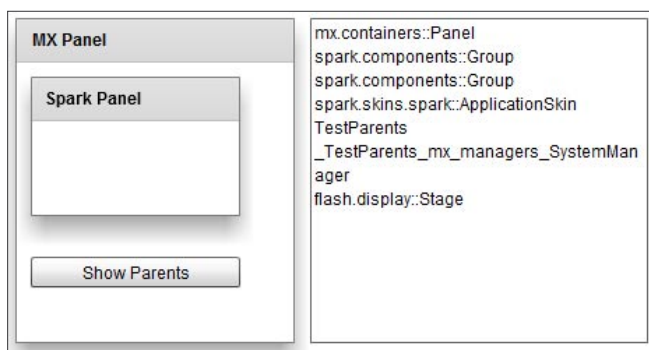 MX Panel
Spark Panel
Show Parents
mx.containers::Panel
spark.components::Group
spark.components::Group
spark.skins.spark::ApplicationSkin
TestParents
_TestParents_mx_managers_SystemMan
ager
flash.display::Stage